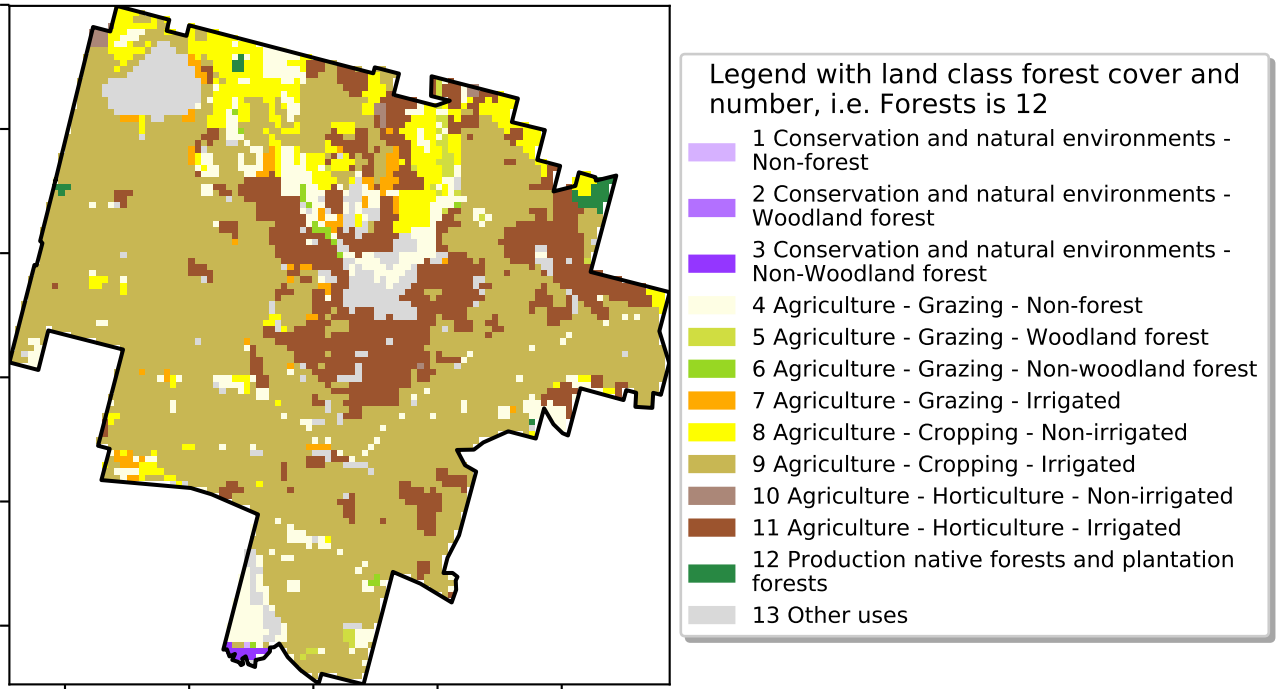 Legend with land class forest cover and
number, i.e. Forests is 12
1 Conservation and natural environments -
Non-forest
2 Conservation and natural environments -
Woodland forest
3 Conservation and natural environments -
Non-Woodland forest
4 Agriculture - Grazing - Non-forest
5 Agriculture - Grazing - Woodland forest
6 Agriculture - Grazing - Non-woodland forest
7 Agriculture - Grazing - Irrigated
8 Agriculture - Cropping - Non-irrigated
9 Agriculture - Cropping - Irrigated
10 Agriculture - Horticulture - Non-irrigated
11 Agriculture - Horticulture - Irrigated
12 Production native forests and plantation
forests
13 Other uses